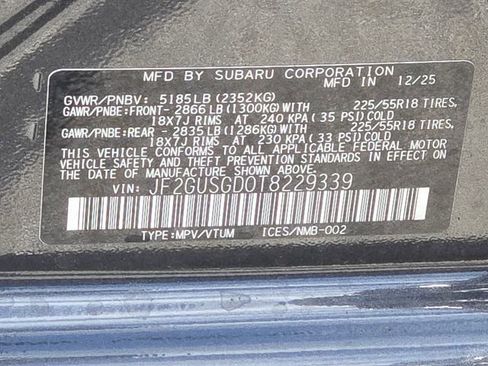 MFD BY SUBARU CORPORATION
MFD IN 12/25
GVWR/PNBV: 5185LB(2352KG)
GAWR/PNBE:FRONT- 2866LB(1300KG)WITH 225/55R18 TIRES,
18X7J RIMS AT 240 KPA(35 PSI)COLD
GAWR/PNBE:REAR - 2835LB(1286KG)WITH 225/55R18 TIRES,
18X7J RIMS AT 230 KPA(33 PSI)COLD
THIS VEHICLE CONFORMS TO ALL APPLICABLE FEDERAL MOTOR
VEHICLE SAFETY AND THEFT PREVENTION STANDARDS IN EFFECT ON
THE DATE OF MANUFACTURE SHOWN ABOVE.
VIN: JF2GUSGD0T8229339
TYPE:MPV/VTUM ICES/NMB-002